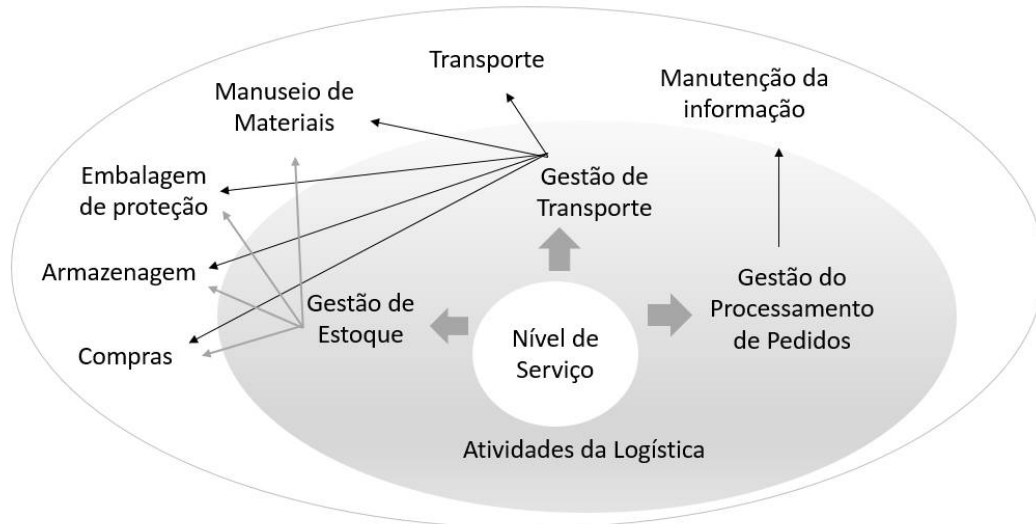 Transporte
Manuseio de
Materiais
Manutenção da
informação
Embalagem
de proteção
Gestão de
Transporte
Armazenagem
Gestão do
Processamento
de Pedidos
Gestão de
Estoque
Nível de
Serviço
Compras
Atividades da Logística